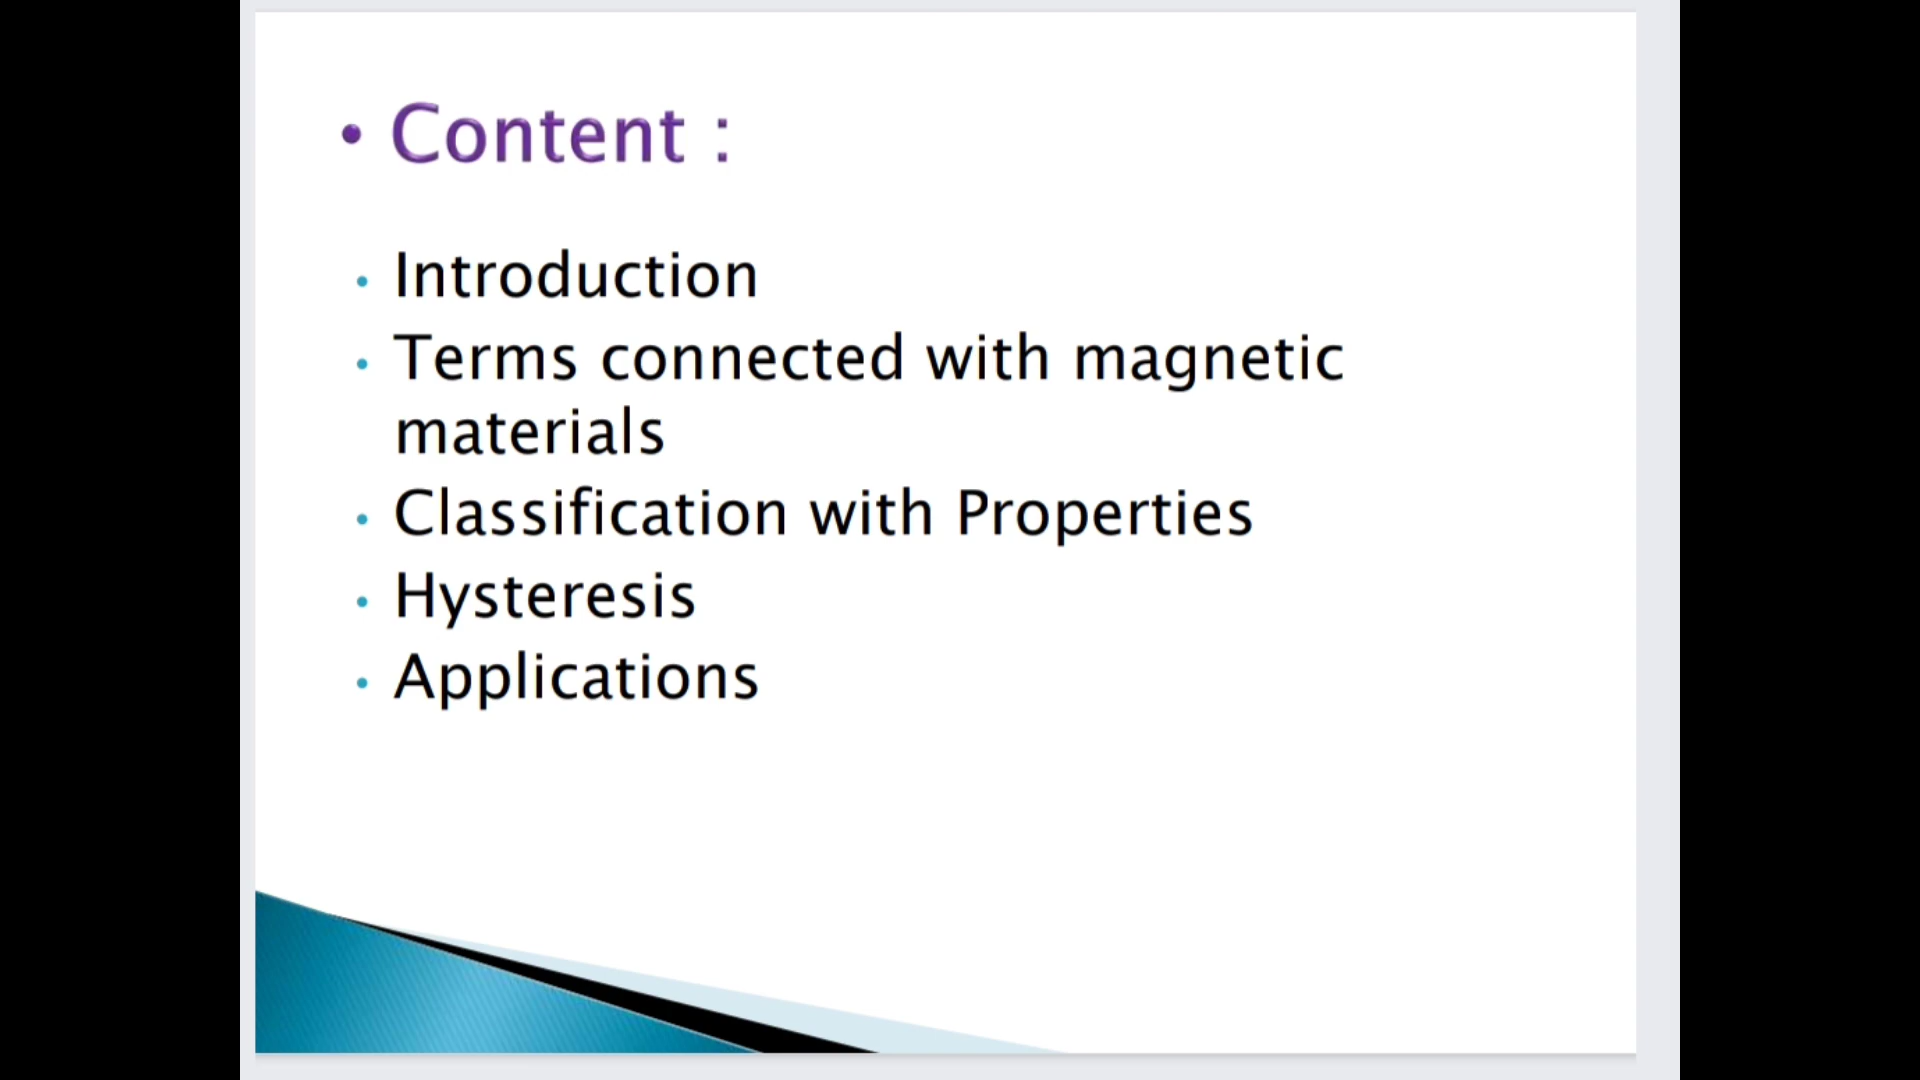 • Content :
• Introduction
• Terms connected with magnetic
materials
• Classification with Properties
• Hysteresis
• Applications